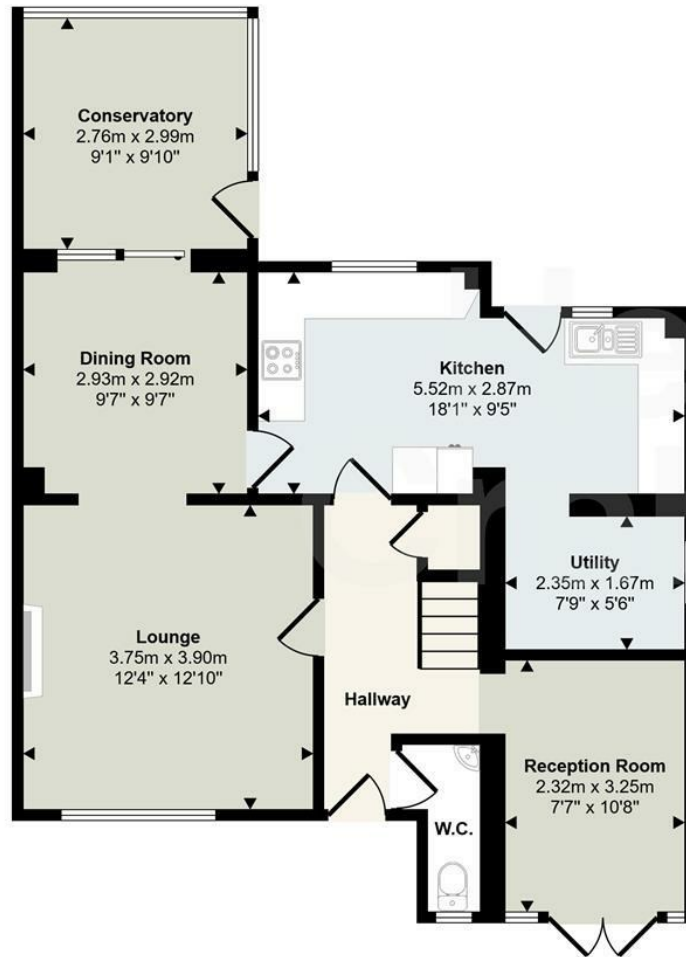 Conservatory
2.76m x 2.99m
9'1" x 9'10"
Dining Room
2.93m x 2.92m
9'7" x 9'7"
Kitchen
5.52m x 2.87m
18'1" x 9'5"
Utility
2.35m x 1.67m
7'9" x 5'6"
Lounge
3.75m x 3.90m
12'4" x 12'10"
Hallway
Reception Room
2.32m x 3.25m
7'7" x 10'8"
W.C.